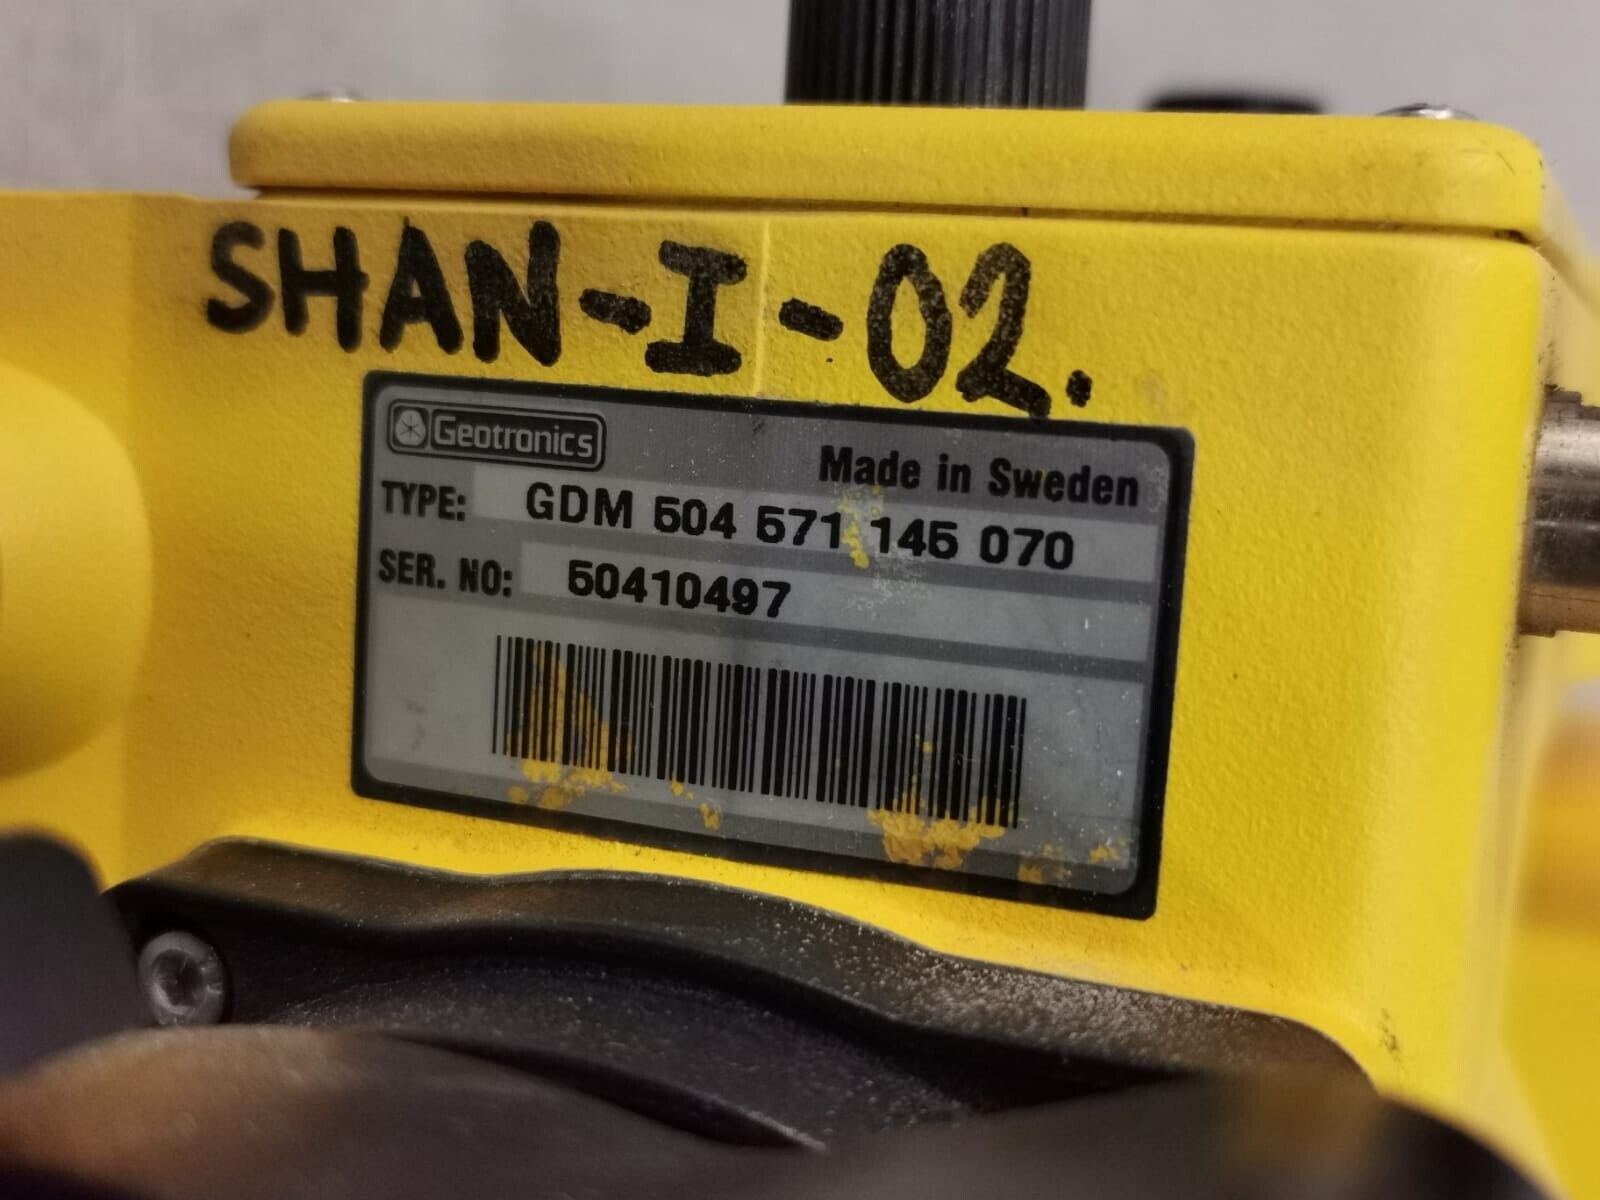 SHAN-I-02.
Geotronics
Made in Sweden
TYPE: GDM 504 571 145 070
SER. NO: 50410497